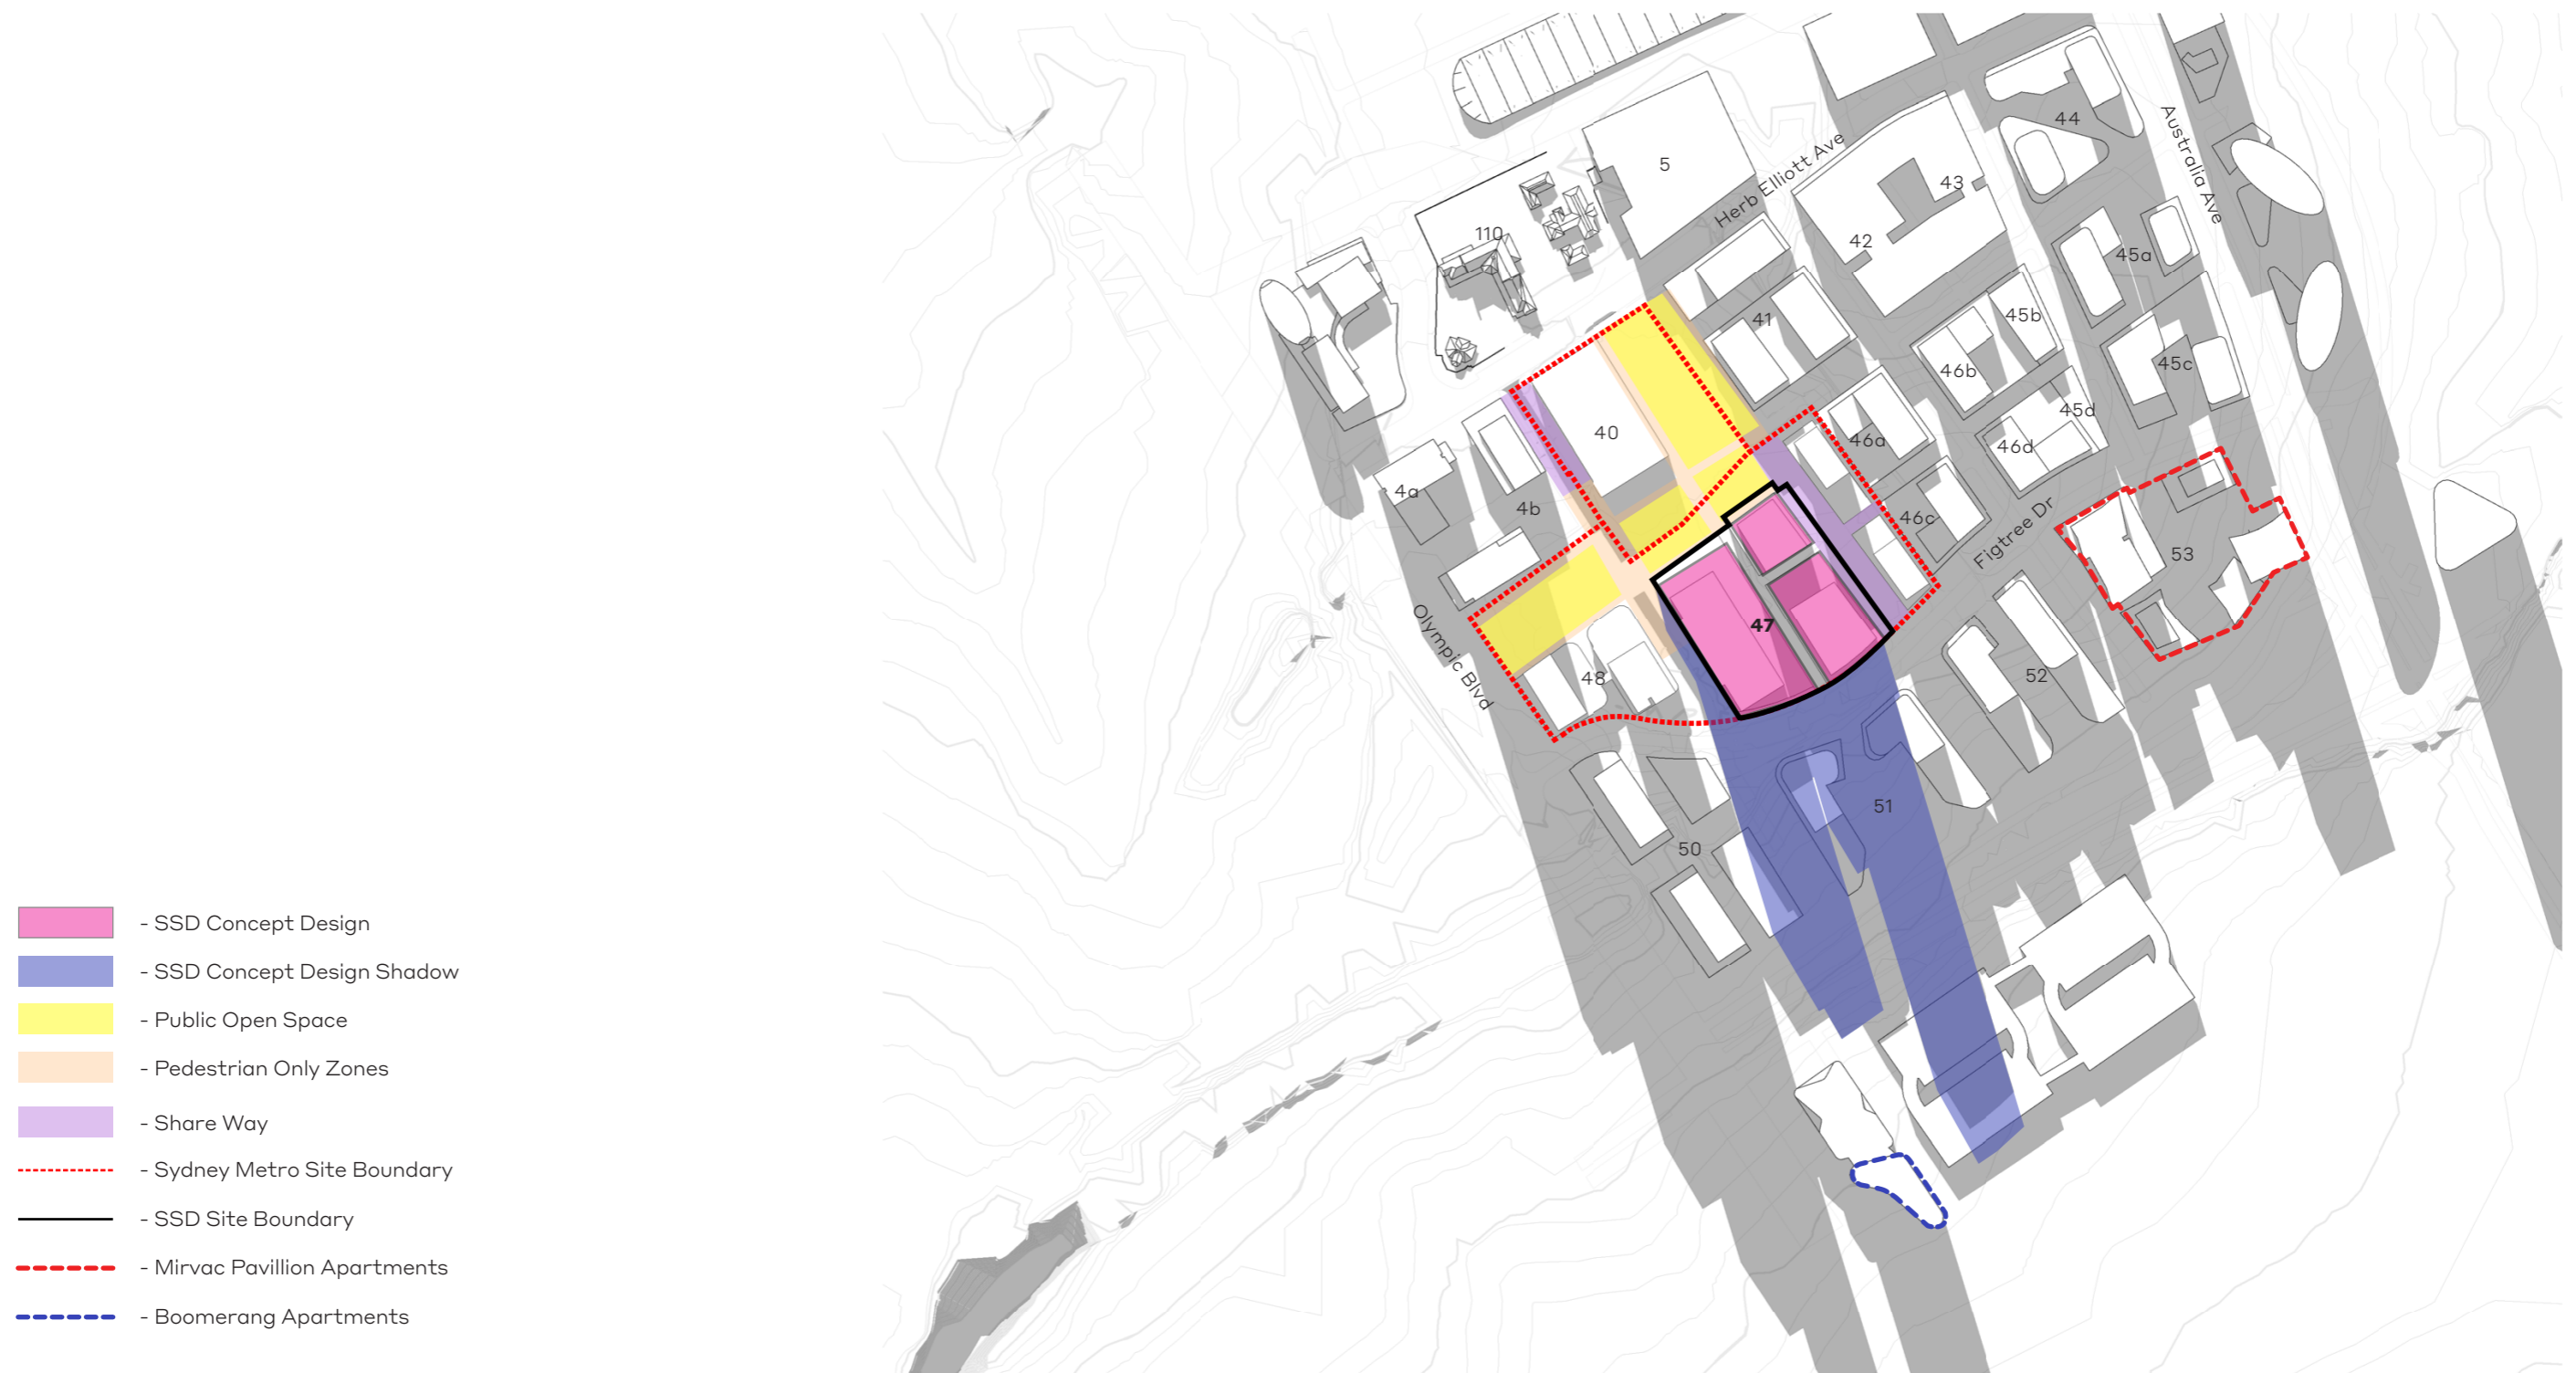 - SSD Concept Design
- SSD Concept Design Shadow
- Public Open Space
- Pedestrian Only Zones
- Share Way
- Sydney Metro Site Boundary
- SSD Site Boundary
- Mirvac Pavillion Apartments
- Boomerang Apartments
44
Australia Ave
5
Herb Elliott Ave
43
110
42
45a
41
45b
45c
46b
45d
40
46a
46d
4a
4b
46c
Figtree Dr
53
47
Olympic Blvd
48
52
51
50